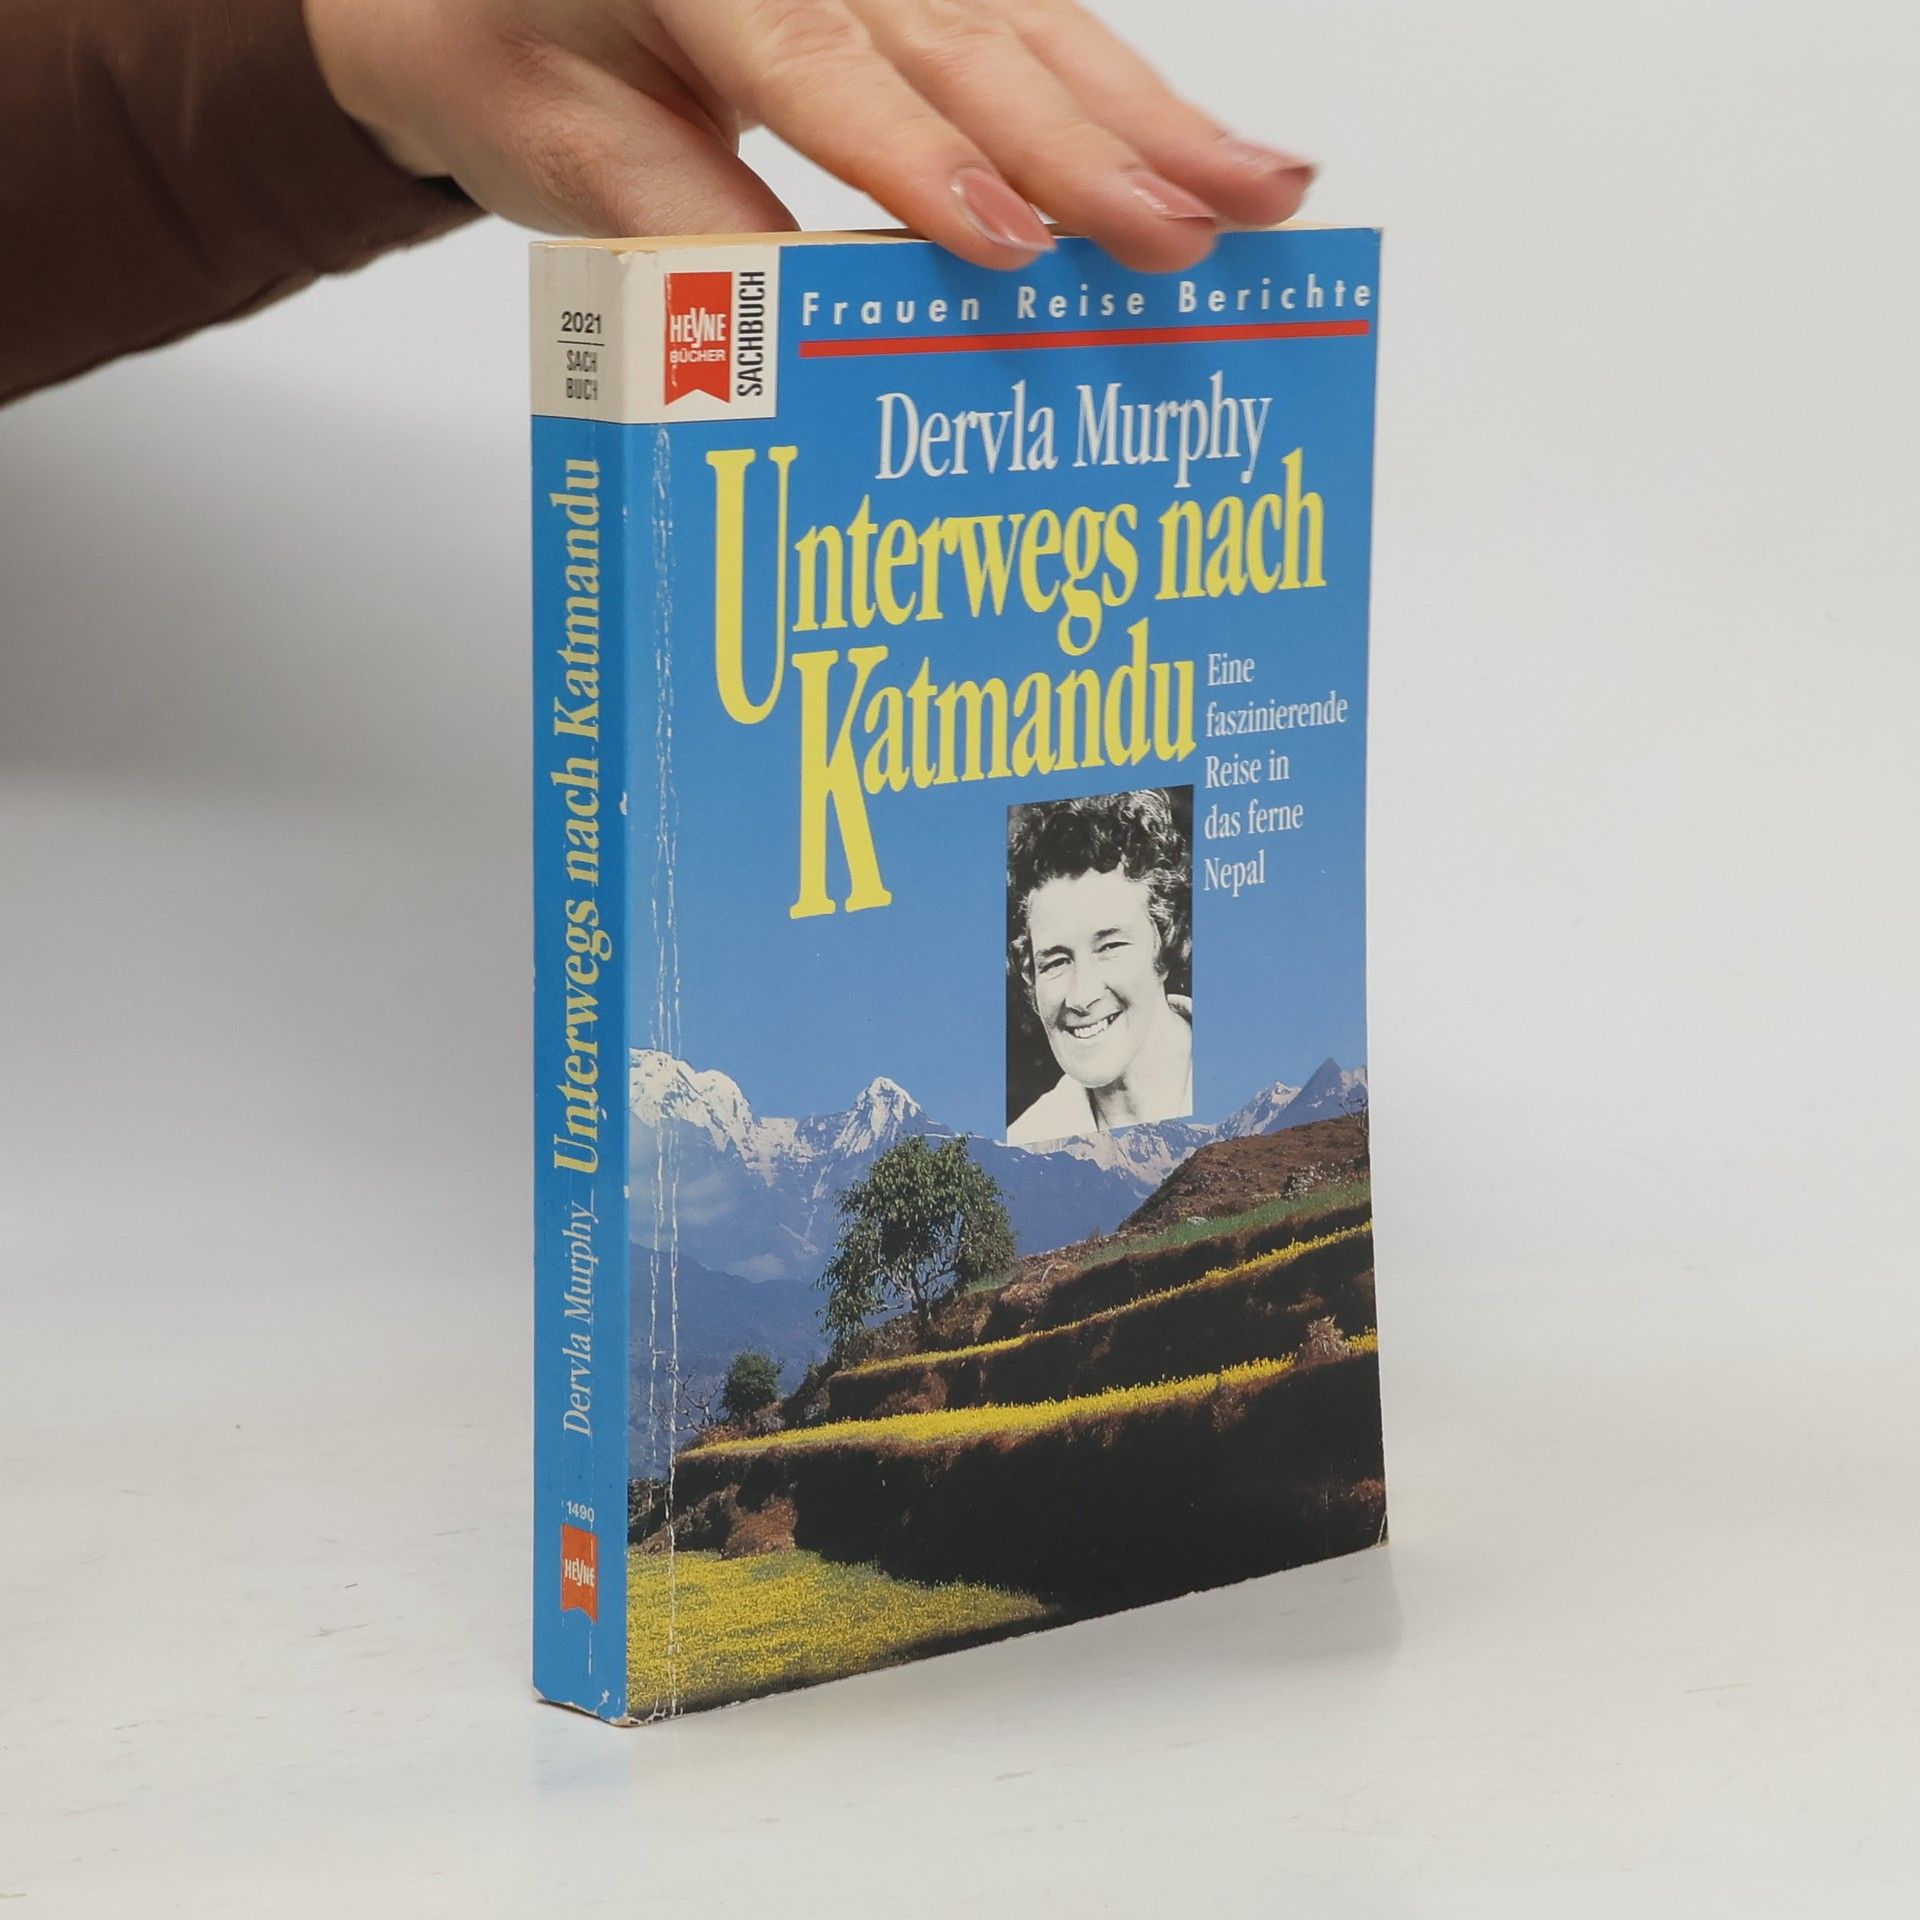 2021
SACH
BUCH
Dervla Murphy Unterwegs nach Katmandu
1490
HEYNE
HEYNE
BÜCHER
SACHBUCH
Frauen Reise Berichte
Dervla Murphy
Unterwegs nach
Katmandu
Eine
faszinierende
Reise in
das ferne
Nepal